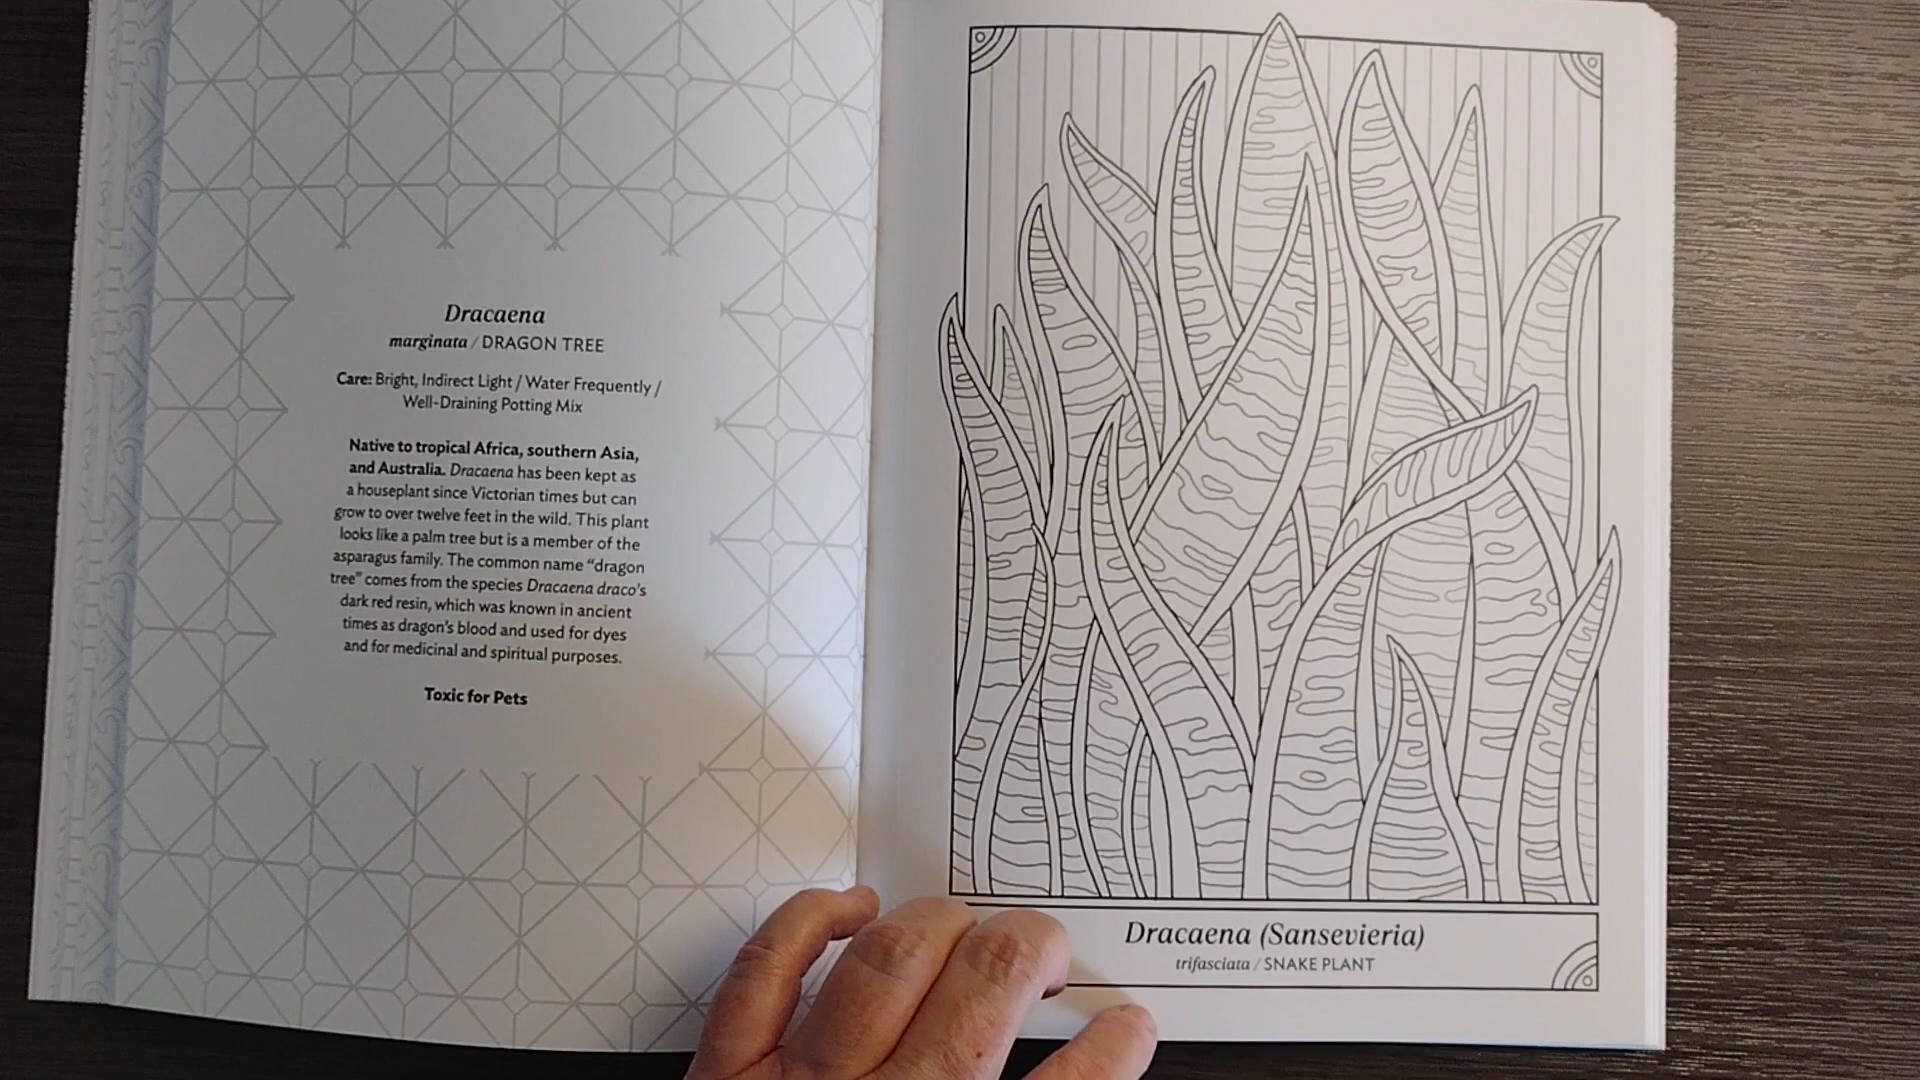 Dracaena
marginata / DRAGON TREE
Care: Bright, Indirect Light / Water Frequently /
Well-Draining Potting Mix
Native to tropical Africa, southern Asia,
and Australia. Dracaena has been kept as
a houseplant since Victorian times but can
grow to over twelve feet in the wild. This plant
looks like a palm tree but is a member of the
asparagus family. The common name “dragon
tree” comes from the species Dracaena draco’s
dark red resin, which was known in ancient
times as dragon’s blood and used for dyes
and for medicinal and spiritual purposes.
Toxic for Pets
Dracaena (Sansevieria)
trifasciata / SNAKE PLANT